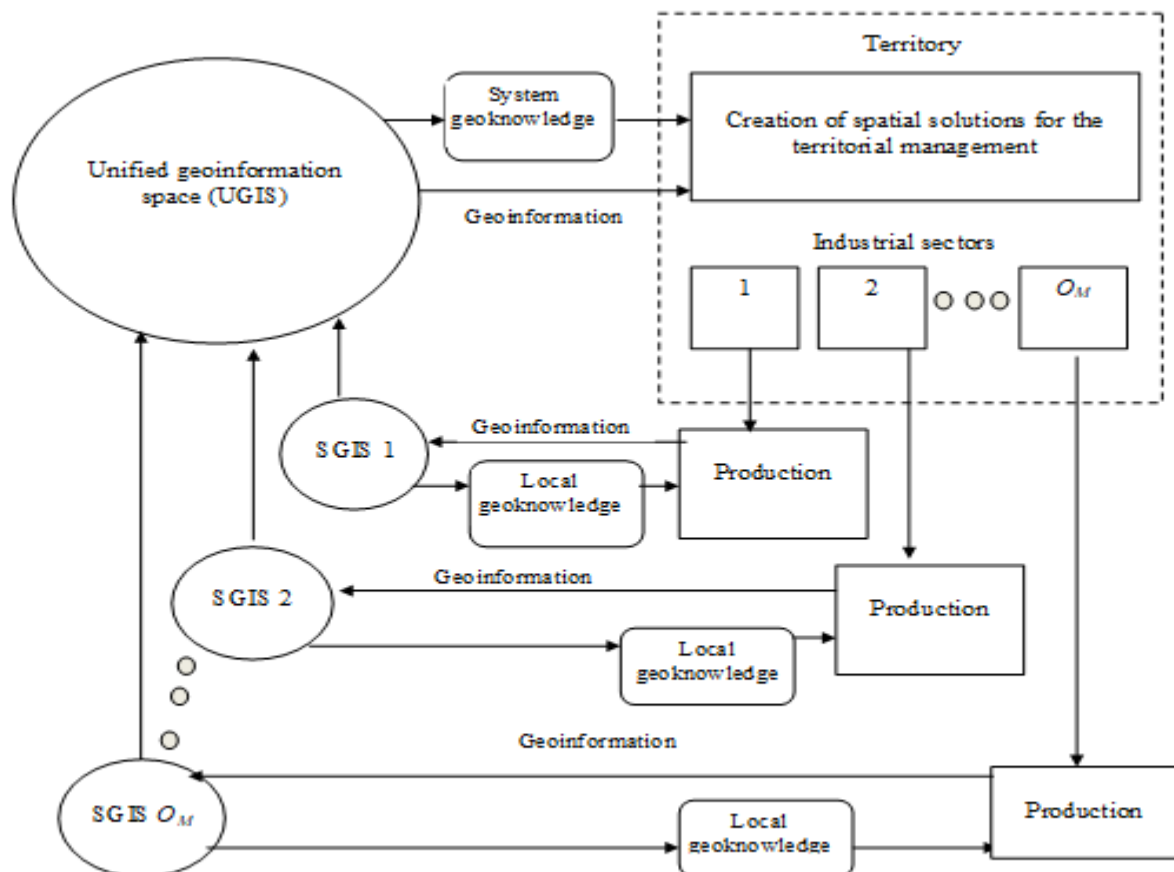 Territory
System
geoknowledge
Creation of spatial solutions for the
territorial management
Unified geoinformation
space (UGIS)
Geoinformation
Industrial sectors
1
2
O_M
Geoinformation
SGIS 1
Local
geoknowledge
Production
Geoinformation
SGIS 2
Local
geoknowledge
Production
Geoinformation
SGIS O_M
Local
geoknowledge
Production